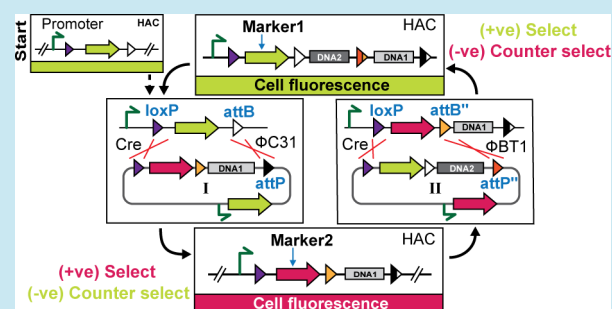 Start
Promoter HAC
Marker1 HAC
DNA2 DNA1
Cell fluorescence
(+ve) Select
(-ve) Counter select
loxP attB
Cre ΦC31
DNA1
I attP
loxP attB"
DNA1
Cre ΦBT1
DNA2
II attP"
Marker2 HAC
DNA1
Cell fluorescence
(+ve) Select
(-ve) Counter select